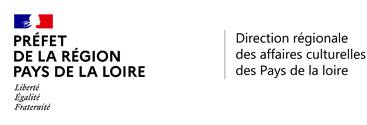 PRÉFET
DE LA RÉGION
PAYS DE LA LOIRE
Liberté
Égalité
Fraternité
Direction régionale
des affaires culturelles
des Pays de la loire